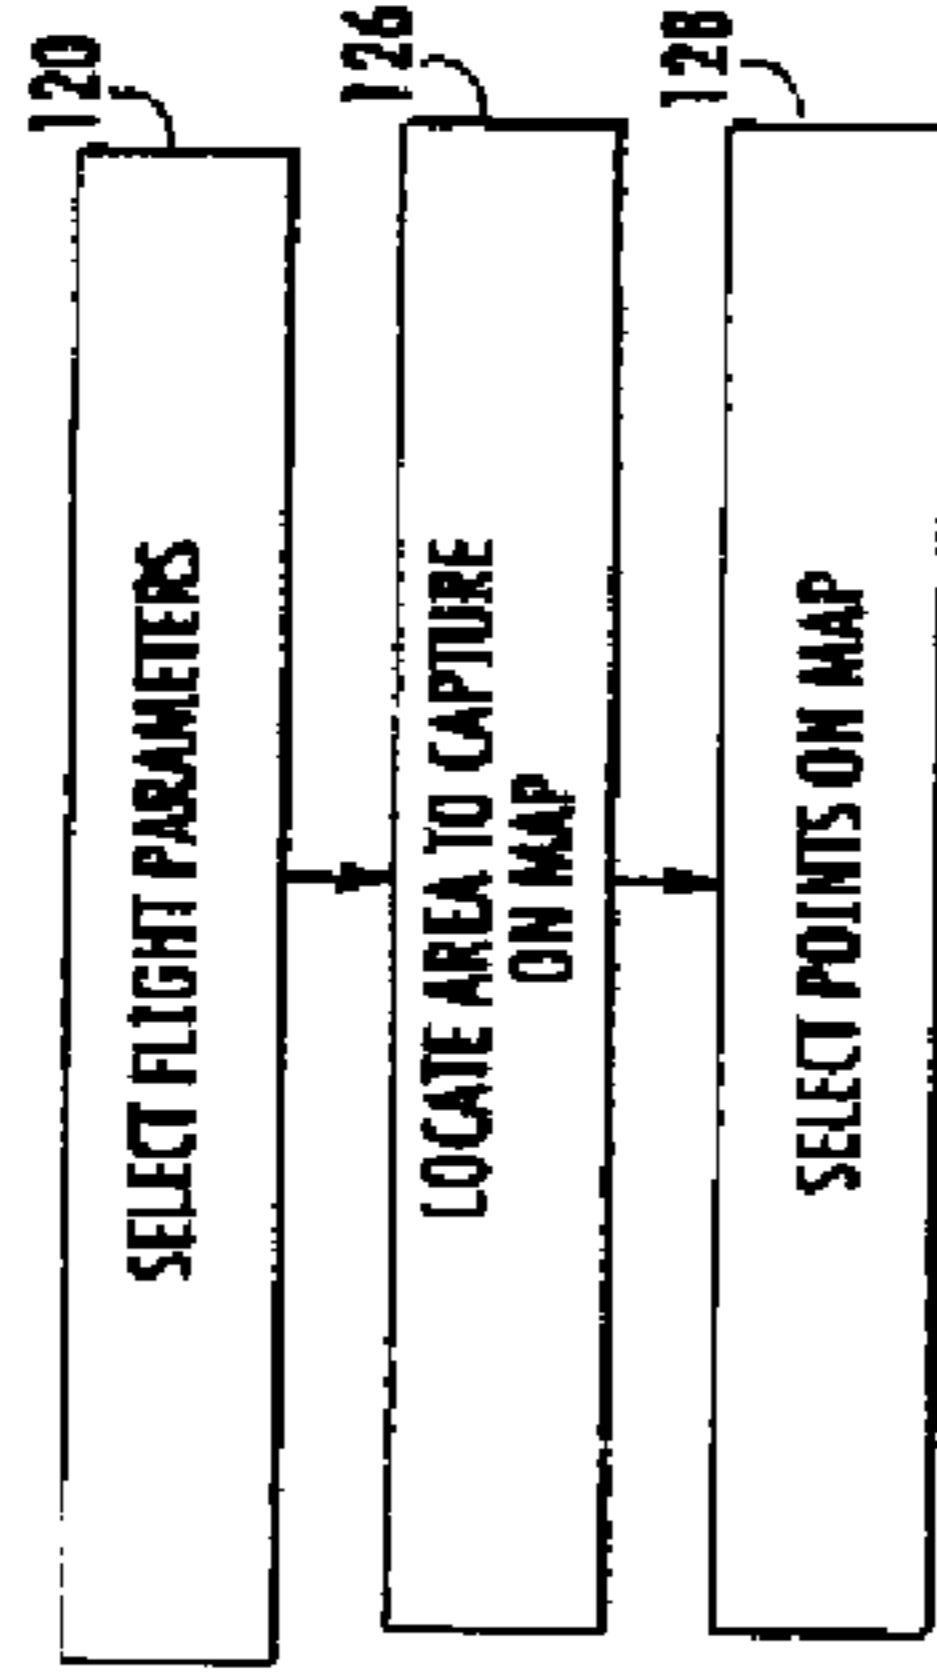 120
SELECT FLIGHT PARAMETERS
126
LOCATE AREA TO CAPTURE
ON MAP
128
SELECT POINTS ON MAP